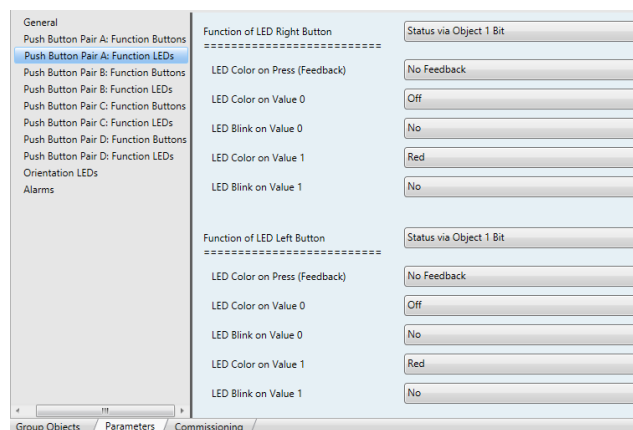 General
Push Button Pair A: Function Buttons
Push Button Pair A: Function LEDs
Push Button Pair B: Function Buttons
Push Button Pair B: Function LEDs
Push Button Pair C: Function Buttons
Push Button Pair C: Function LEDs
Push Button Pair D: Function Buttons
Push Button Pair D: Function LEDs
Orientation LEDs
Alarms
Function of LED Right Button Status via Object 1 Bit
===========================
LED Color on Press (Feedback) No Feedback
LED Color on Value 0 Off
LED Blink on Value 0 No
LED Color on Value 1 Red
LED Blink on Value 1 No
Function of LED Left Button Status via Object 1 Bit
===========================
LED Color on Press (Feedback) No Feedback
LED Color on Value 0 Off
LED Blink on Value 0 No
LED Color on Value 1 Red
LED Blink on Value 1 No
Group Objects Parameters Commissioning